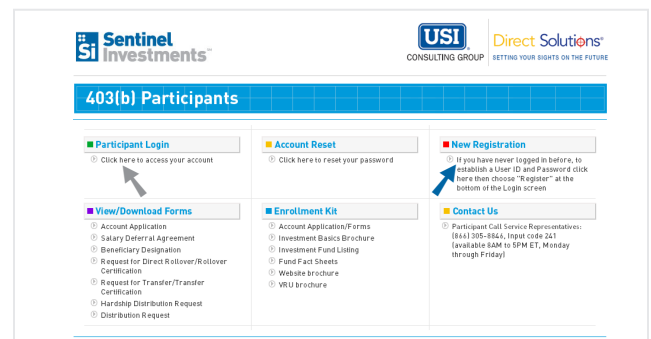 Sentinel
Investments
USI
CONSULTING GROUP
Direct Solutions®
SETTING YOUR SIGHTS ON THE FUTURE
403(b) Participants
Participant Login
Click here to access your account
Account Reset
Click here to reset your password
New Registration
If you have never logged in before, to
establish a User ID and Password click
here then choose "Register" at the
bottom of the Login screen
View/Download Forms
Account Application
Salary Deferral Agreement
Beneficiary Designation
Request for Direct Rollover/Rollover
Certification
Request for Transfer/Transfer
Certification
Hardship Distribution Request
Distribution Request
Enrollment Kit
Account Application/Forms
Investment Basics Brochure
Investment Fund Listing
Fund Fact Sheets
Website brochure
VRU brochure
Contact Us
Participant Call Service Representatives:
(866) 305-8846, Input code 241
(available 8AM to 5PM ET, Monday
through Friday)